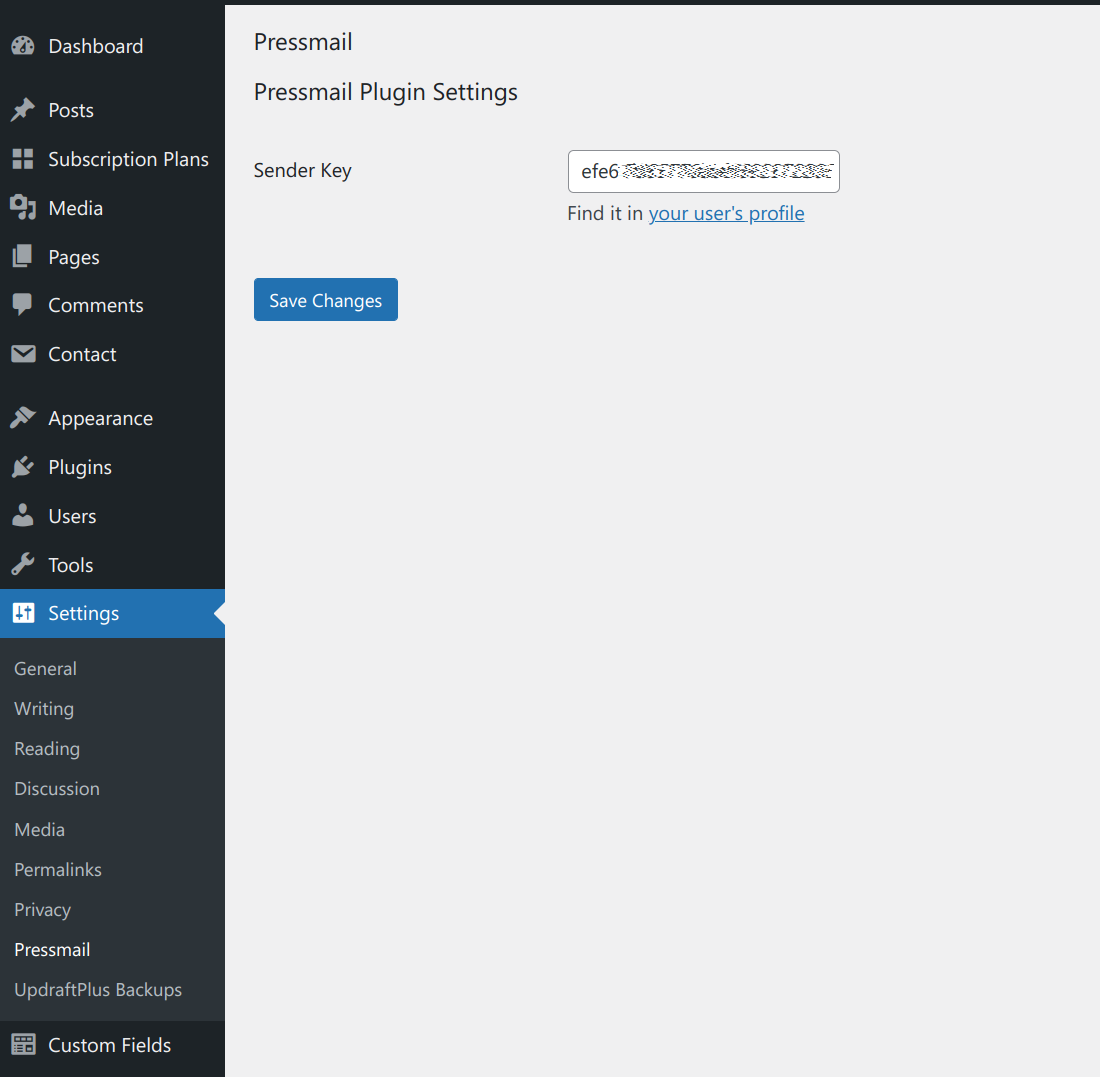 Dashboard
Posts
Subscription Plans
Media
Pages
Comments
Contact
Appearance
Plugins
Users
Tools
Settings
General
Writing
Reading
Discussion
Media
Permalinks
Privacy
Pressmail
UpdraftPlus Backups
Custom Fields
Pressmail
Pressmail Plugin Settings
Sender Key
efe6
Find it in your user's profile
Save Changes